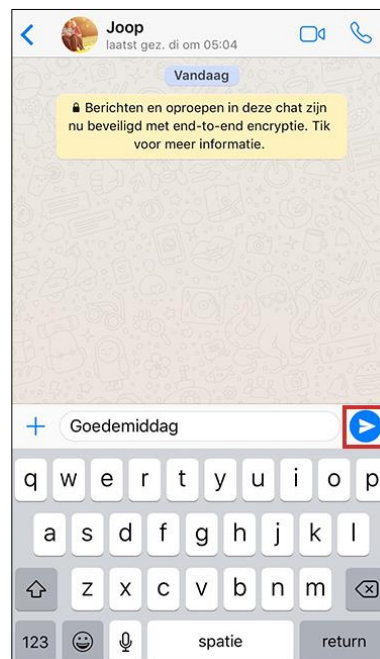 Joop
laatst gez. di om 05:04
Vandaag
Berichten en oproepen in deze chat zijn
nu beveiligd met end-to-end encryptie. Tik
voor meer informatie.
Goedemiddag
q w e r t y u i o p
a s d f g h j k l
z x c v b n m
123 spatie return